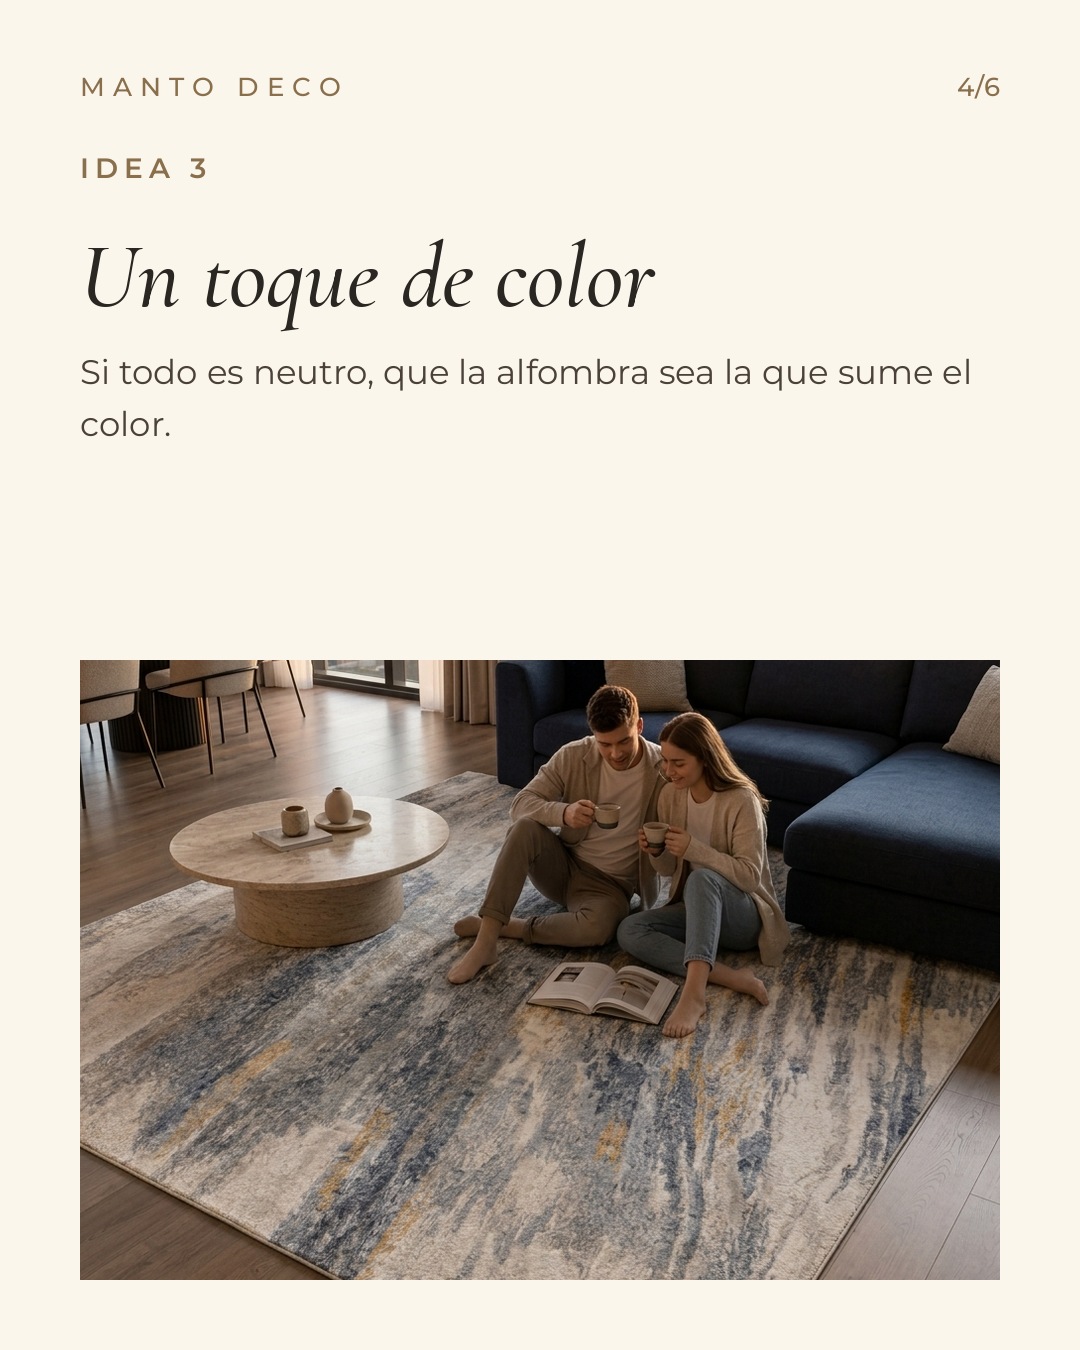 MANTO DECO
4/6
IDEA 3
Un toque de color
Si todo es neutro, que la alfombra sea la que sume el
color.